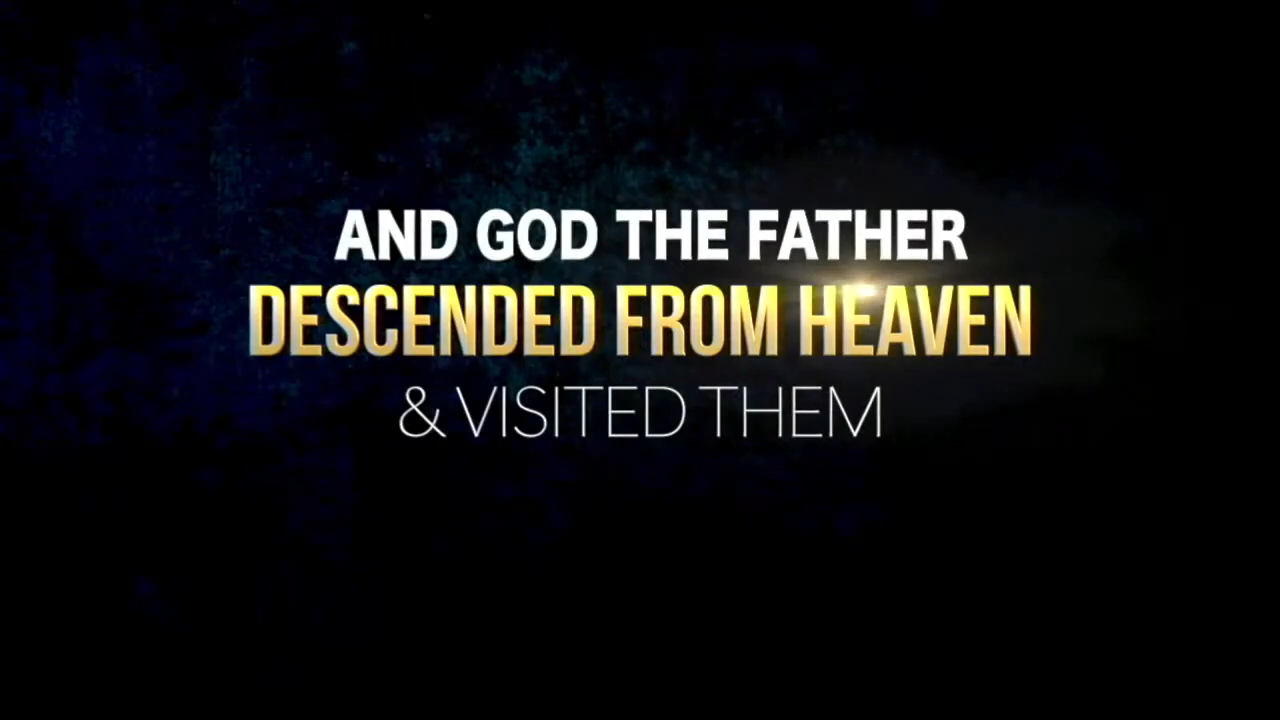 AND GOD THE FATHER
DESCENDED FROM HEAVEN
& VISITED THEM